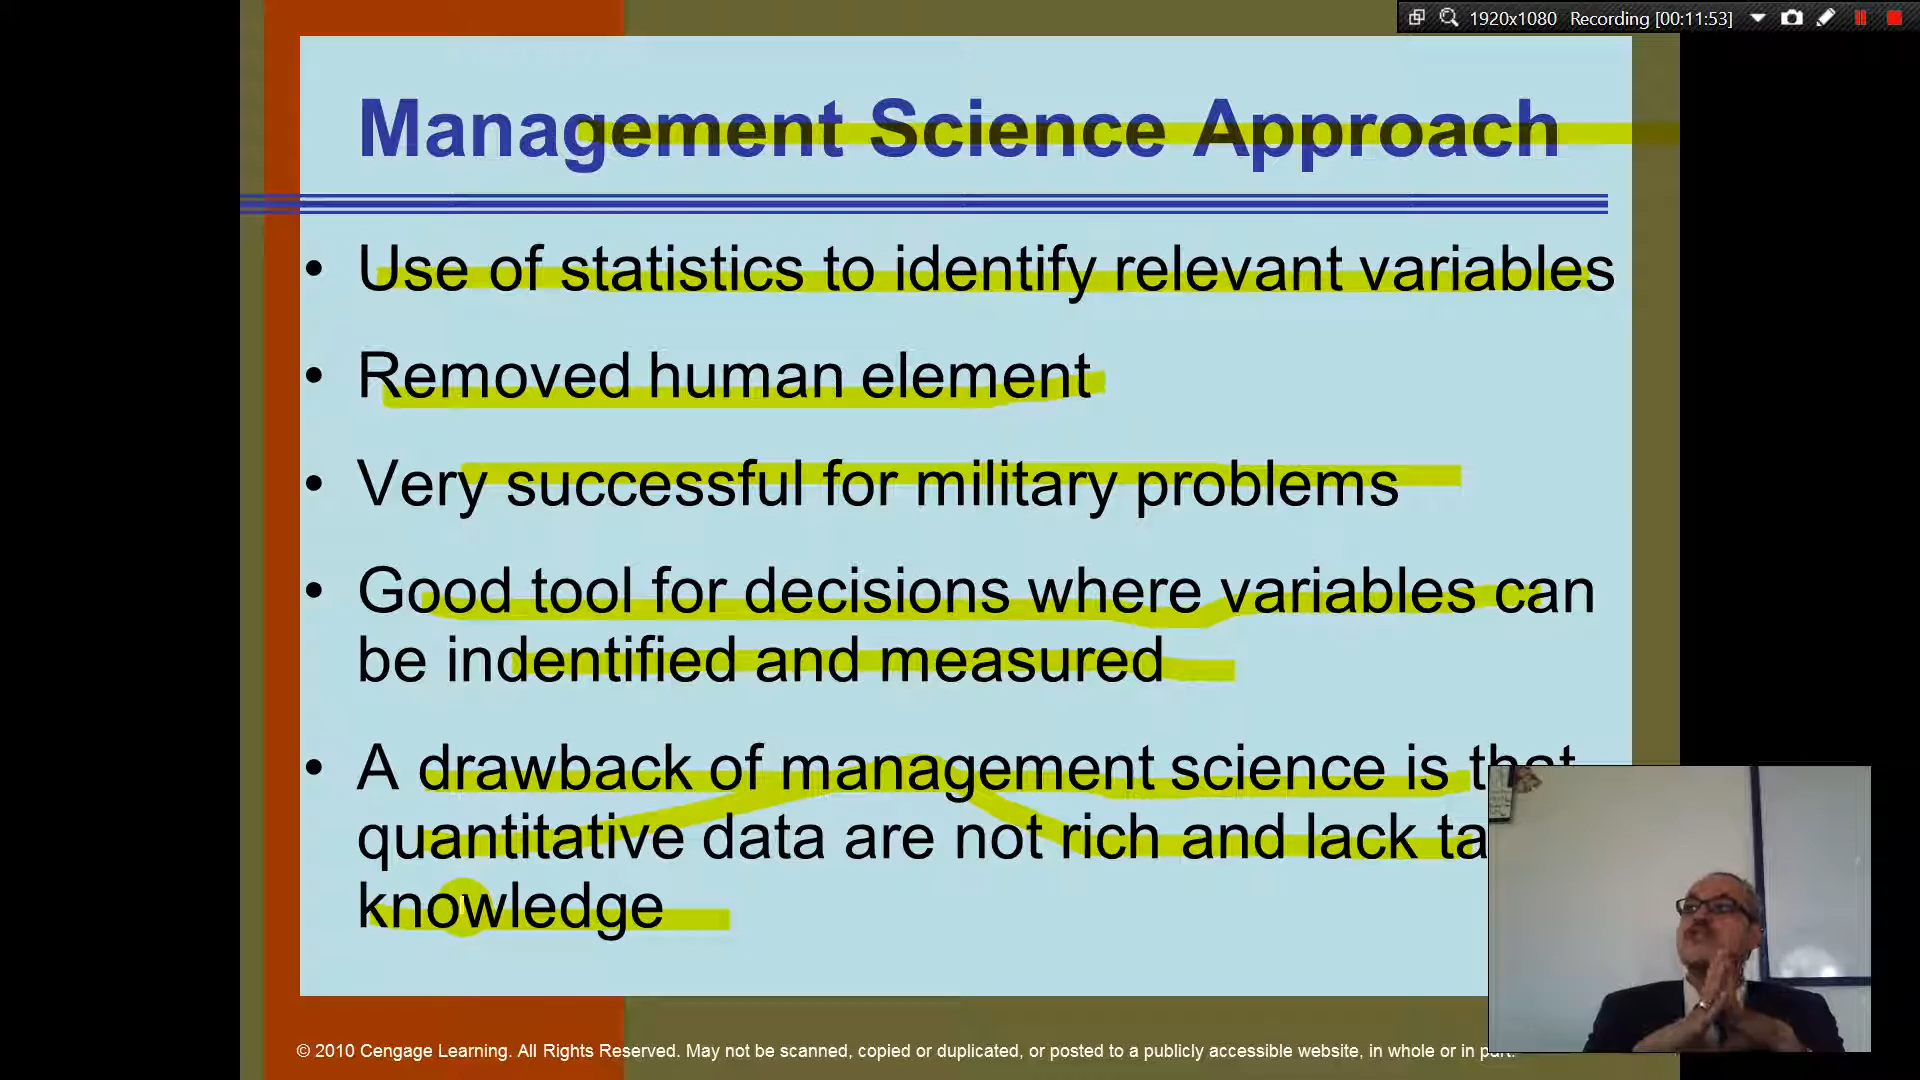 1920x1080 Recording [00:11:53]
Management Science Approach
• Use of statistics to identify relevant variables
• Removed human element
• Very successful for military problems
• Good tool for decisions where variables can
be indentified and measured
• A drawback of management science is that
quantitative data are not rich and lack
knowledge
© 2010 Cengage Learning. All Rights Reserved. May not be scanned, copied or duplicated, or posted to a publicly accessible website, in whole or in part.